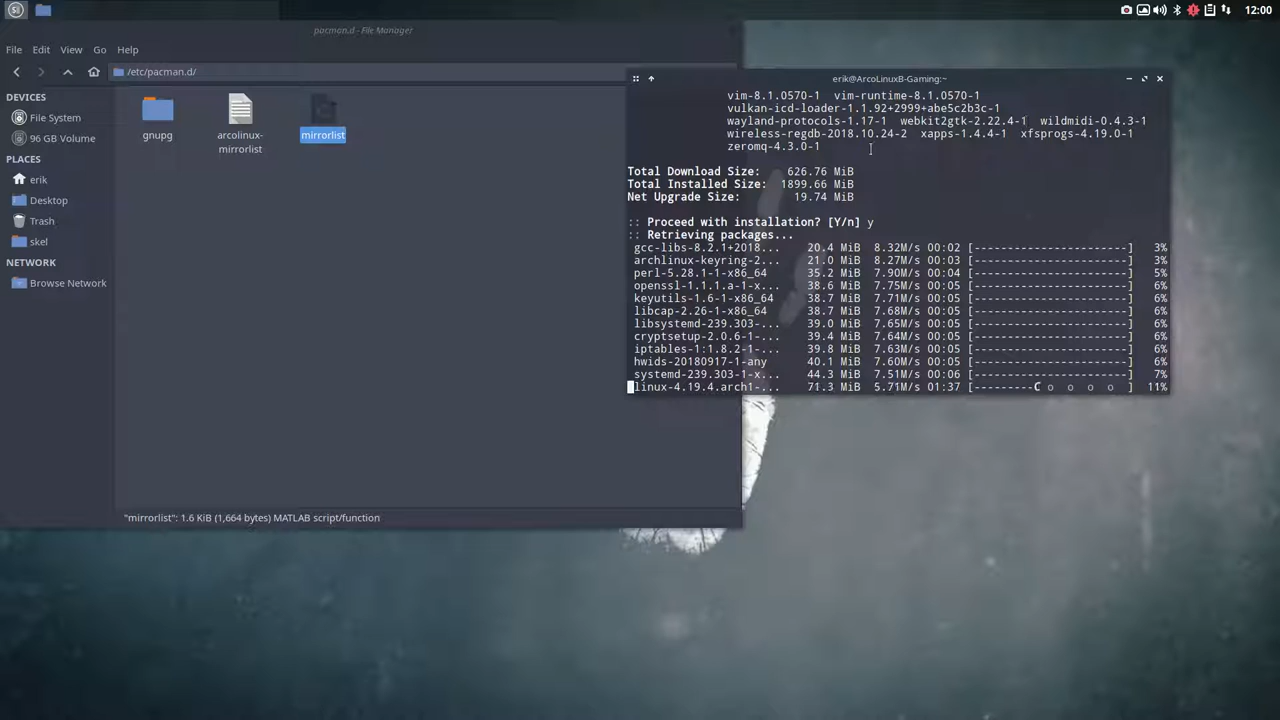 12:00
pacman.d - File Manager
File Edit View Go Help
/etc/pacman.d/
DEVICES
File System
96 GB Volume
PLACES
erik
Desktop
Trash
skel
NETWORK
Browse Network
gnupg
arcolinux-
mirrorlist
mirrorlist
"mirrorlist": 1.6 KiB (1,664 bytes) MATLAB script/function
erik@ArcoLinuxB-Gaming:~
vim-8.1.0570-1 vim-runtime-8.1.0570-1
vulkan-icd-loader-1.1.92+2999+abe5c2b3c-1
wayland-protocols-1.17-1 webkit2gtk-2.22.4-1 wildmidi-0.4.3-1
wireless-regdb-2018.10.24-2 xapps-1.4.4-1 xfsprogs-4.19.0-1
zeromq-4.3.0-1
Total Download Size: 626.76 MiB
Total Installed Size: 1899.66 MiB
Net Upgrade Size: 19.74 MiB
:: Proceed with installation? [Y/n] y
:: Retrieving packages...
gcc-libs-8.2.1+2018... 20.4 MiB 8.32M/s 00:02 [-----------------------] 3%
archlinux-keyring-2... 21.0 MiB 8.27M/s 00:03 [-----------------------] 3%
perl-5.28.1-1-x86_64 35.2 MiB 7.90M/s 00:04 [-----------------------] 5%
openssl-1.1.1.a-1-x... 38.6 MiB 7.75M/s 00:05 [-----------------------] 6%
keyutils-1.6-1-x86_64 38.7 MiB 7.71M/s 00:05 [-----------------------] 6%
libcap-2.26-1-x86_64 38.7 MiB 7.68M/s 00:05 [-----------------------] 6%
libsystemd-239.303-... 39.0 MiB 7.65M/s 00:05 [-----------------------] 6%
cryptsetup-2.0.6-1-... 39.4 MiB 7.64M/s 00:05 [-----------------------] 6%
iptables-1:1.8.2-1-... 39.8 MiB 7.63M/s 00:05 [-----------------------] 6%
hwids-20180917-1-any 40.1 MiB 7.60M/s 00:05 [-----------------------] 6%
systemd-239.303-1-x... 44.3 MiB 7.51M/s 00:06 [-----------------------] 7%
linux-4.19.4.arch1-... 71.3 MiB 5.71M/s 01:37 [---------C o o o o ] 11%